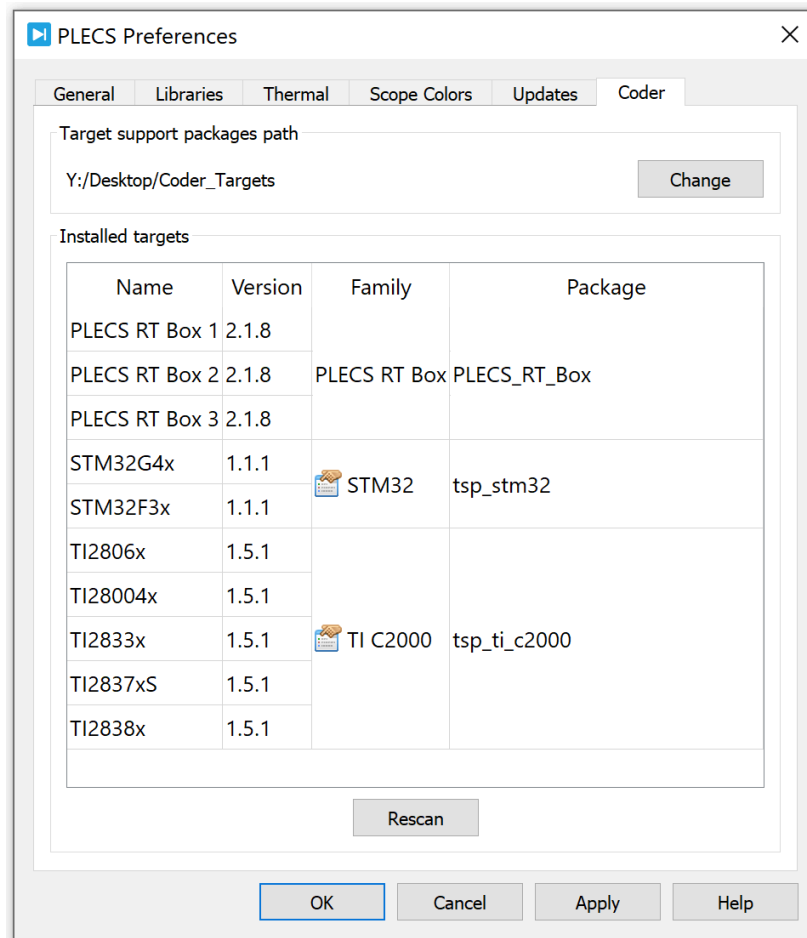 PLECS Preferences
General Libraries Thermal Scope Colors Updates Coder
Target support packages path
Y:/Desktop/Coder_Targets Change
Installed targets
Name Version Family Package
PLECS RT Box 1 2.1.8
PLECS RT Box 2 2.1.8 PLECS RT Box PLECS_RT_Box
PLECS RT Box 3 2.1.8
STM32G4x 1.1.1
STM32 tsp_stm32
STM32F3x 1.1.1
TI2806x 1.5.1
TI28004x 1.5.1
TI2833x 1.5.1 TI C2000 tsp_ti_c2000
TI2837xS 1.5.1
TI2838x 1.5.1
Rescan
OK Cancel Apply Help